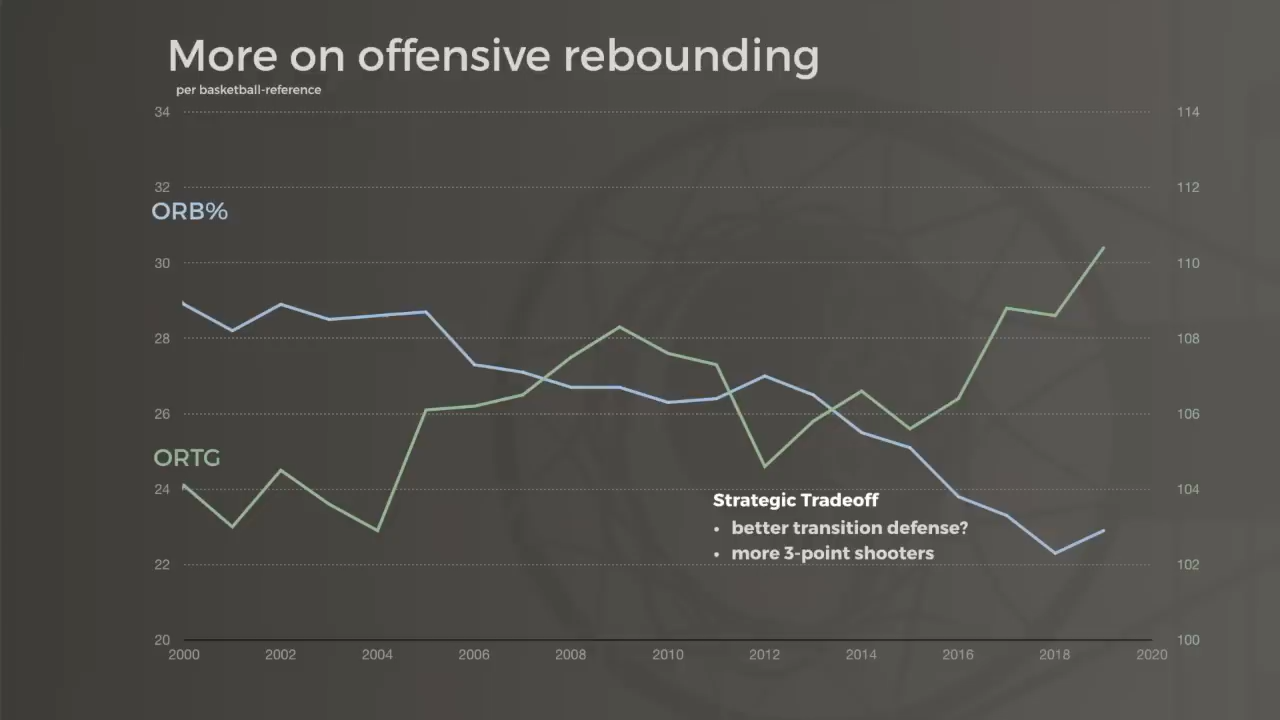 More on offensive rebounding
per basketball-reference
34 114
32 112
ORB%
30 110
28 108
26 106
ORTG
24 104
Strategic Tradeoff
• better transition defense?
• more 3-point shooters
22 102
20 100
2000 2002 2004 2006 2008 2010 2012 2014 2016 2018 2020